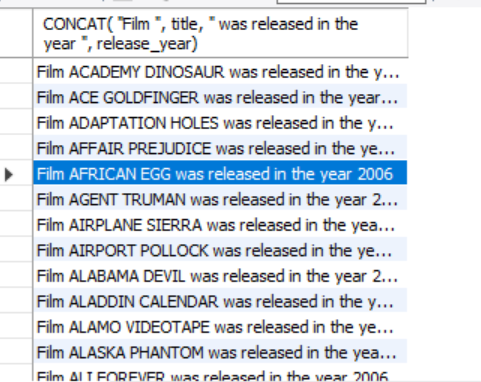 CONCAT( "Film ", title, " was released in the
year ", release_year)
Film ACADEMY DINOSAUR was released in the y...
Film ACE GOLDFINGER was released in the year...
Film ADAPTATION HOLES was released in the y...
Film AFFAIR PREJUDICE was released in the ye...
Film AFRICAN EGG was released in the year 2006
Film AGENT TRUMAN was released in the year 2...
Film AIRPLANE SIERRA was released in the yea...
Film AIRPORT POLLOCK was released in the ye...
Film ALABAMA DEVIL was released in the year 2...
Film ALADDIN CALENDAR was released in the y...
Film ALAMO VIDEOTAPE was released in the ye...
Film ALASKA PHANTOM was released in the yea...
Film ALI FOREVER was released in the year 2006